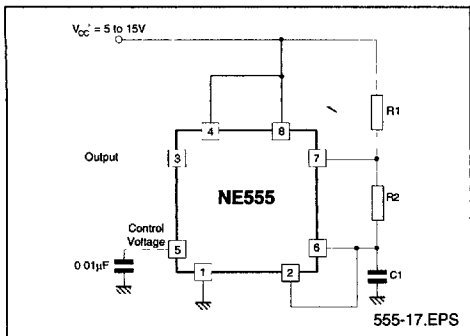 VCC = 5 to 15V
4
8
R1
Output
3
7
NE555
R2
Control
Voltage
5
6
0 01μF
1
2
C1
555-17.EPS